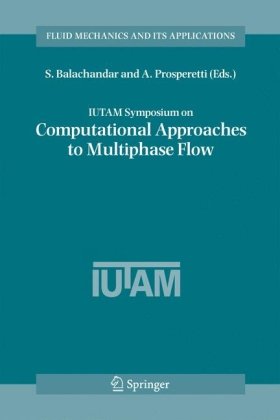 FLUID MECHANICS AND ITS APPLICATIONS
S. Balachandar and A. Prosperetti (Eds.)
IUTAM Symposium on
Computational Approaches
to Multiphase Flow
IUTAM
Springer